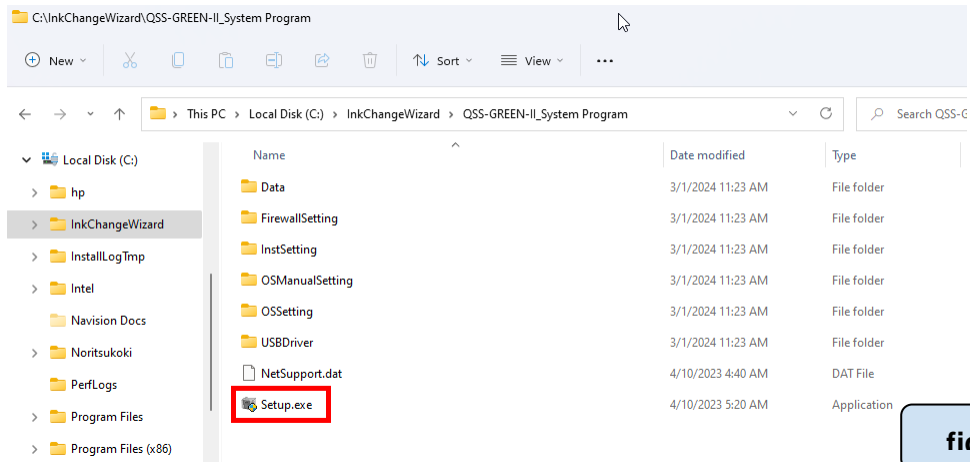 C:\InkChangeWizard\QSS-GREEN-II_System Program
New Sort View
This PC Local Disk (C:) InkChangeWizard QSS-GREEN-II_System Program Search QSS-G
Local Disk (C:)
hp
InkChangeWizard
InstallLogTmp
Intel
Navision Docs
Noritsukoki
PerfLogs
Program Files
Program Files (x86)
Name Date modified Type
Data 3/1/2024 11:23 AM File folder
FirewallSetting 3/1/2024 11:23 AM File folder
InstSetting 3/1/2024 11:23 AM File folder
OSManualSetting 3/1/2024 11:23 AM File folder
OSSetting 3/1/2024 11:23 AM File folder
USBDriver 3/1/2024 11:23 AM File folder
NetSupport.dat 4/10/2023 4:40 AM DAT File
Setup.exe 4/10/2023 5:20 AM Application